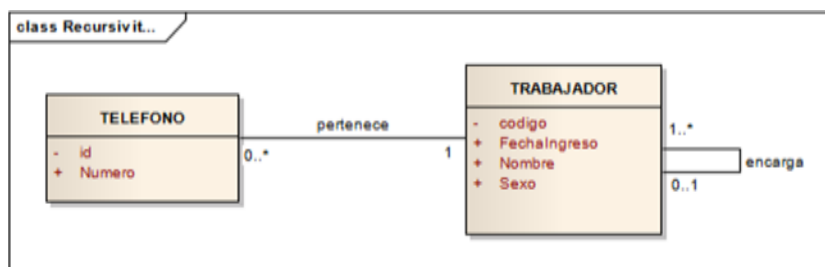 class Recursivit...
TELEFONO
- id
+ Numero
pertenece
0..*
1
TRABAJADOR
- codigo
+ FechaIngreso
+ Nombre
+ Sexo
1..*
encarga
0..1